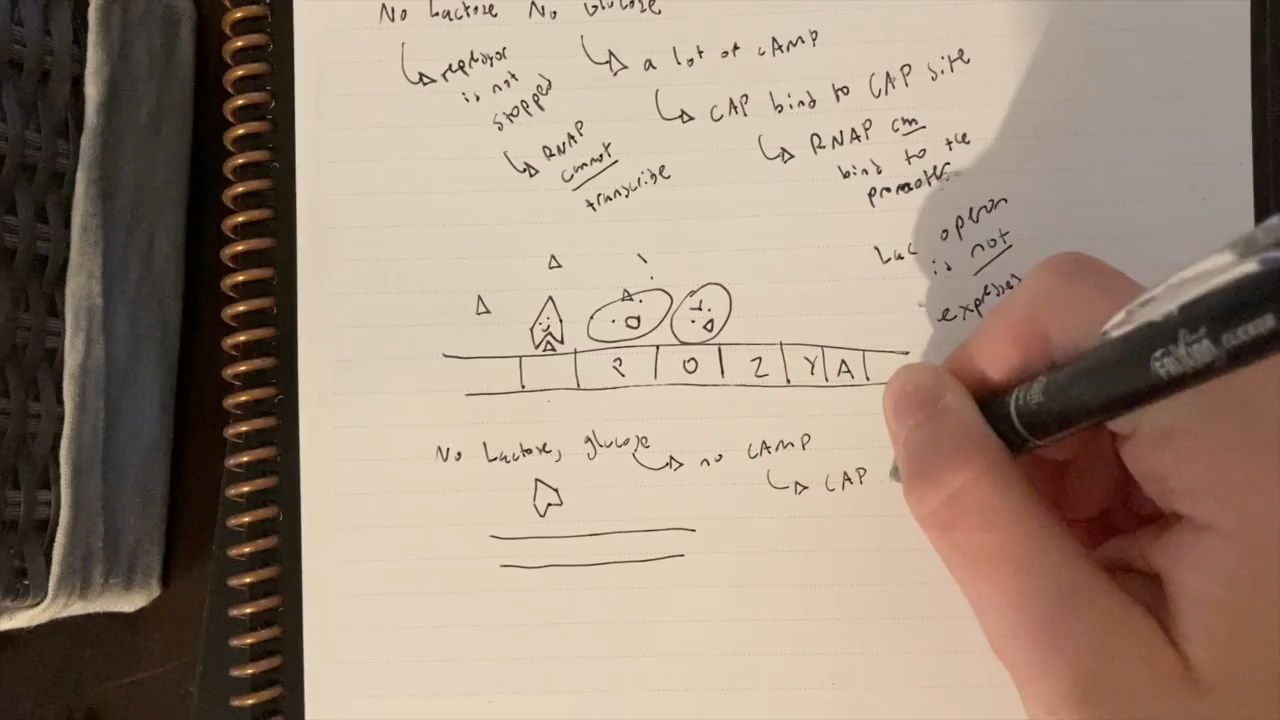 No Lactose No Glucose
repressor
is not
stopped
RNAP
cannot
transcribe
a lot of cAMP
CAP bind to CAP site
RNAP can
bind to the
promoter
Lac operon
is not
expressed
P O Z Y A
No Lactose, glucose
no cAMP
CAP